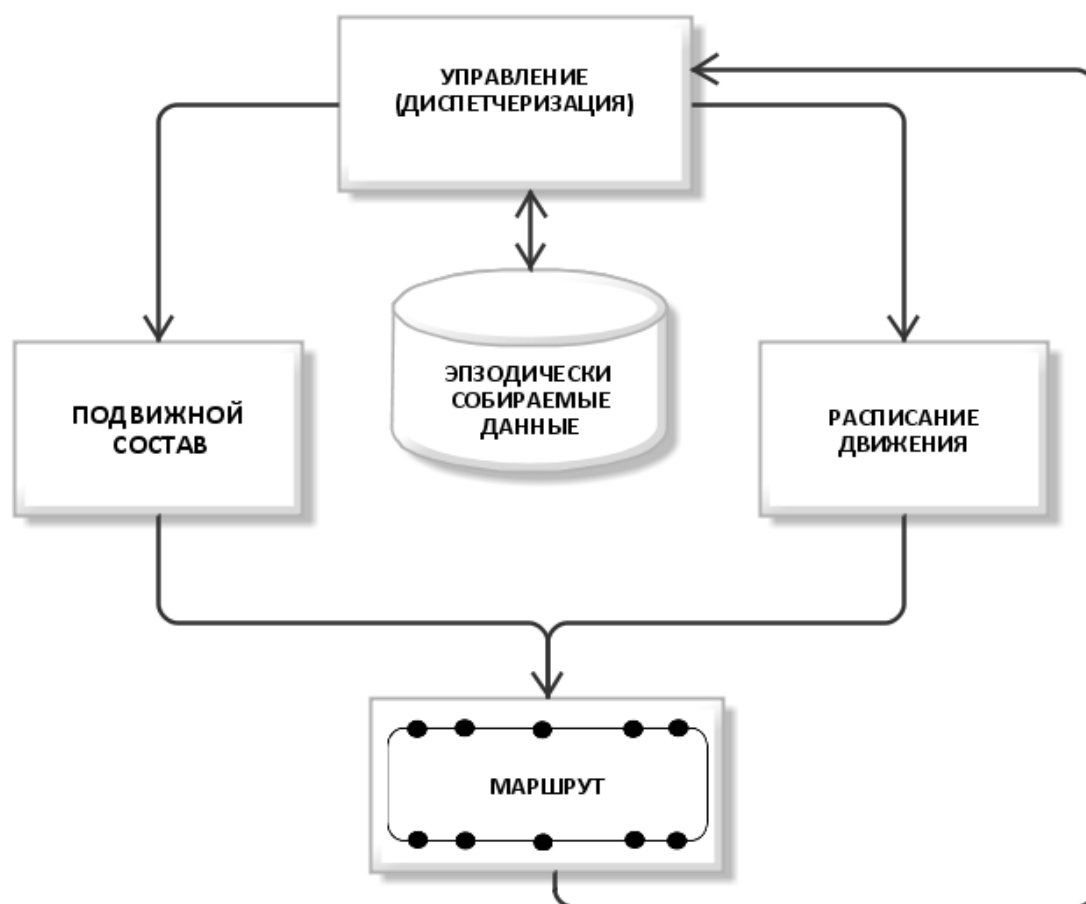 УПРАВЛЕНИЕ
(ДИСПЕТЧЕРИЗАЦИЯ)
ЭПЗОДИЧЕСКИ
СОБИРАЕМЫЕ
ДАННЫЕ
ПОДВИЖНОЙ
СОСТАВ
РАСПИСАНИЕ
ДВИЖЕНИЯ
МАРШРУТ